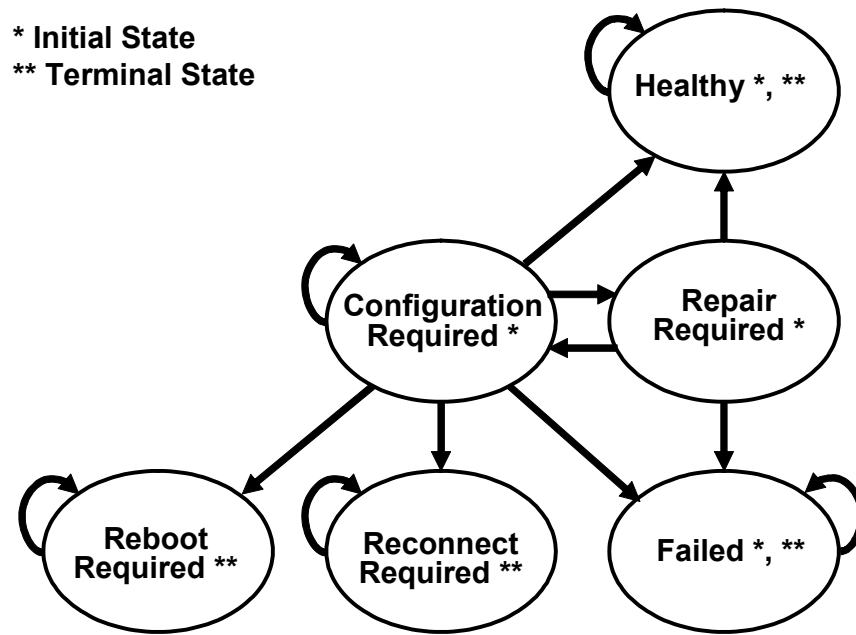 * Initial State
** Terminal State
Healthy *, **
Configuration
Required *
Repair
Required *
Reboot
Required **
Reconnect
Required **
Failed *, **